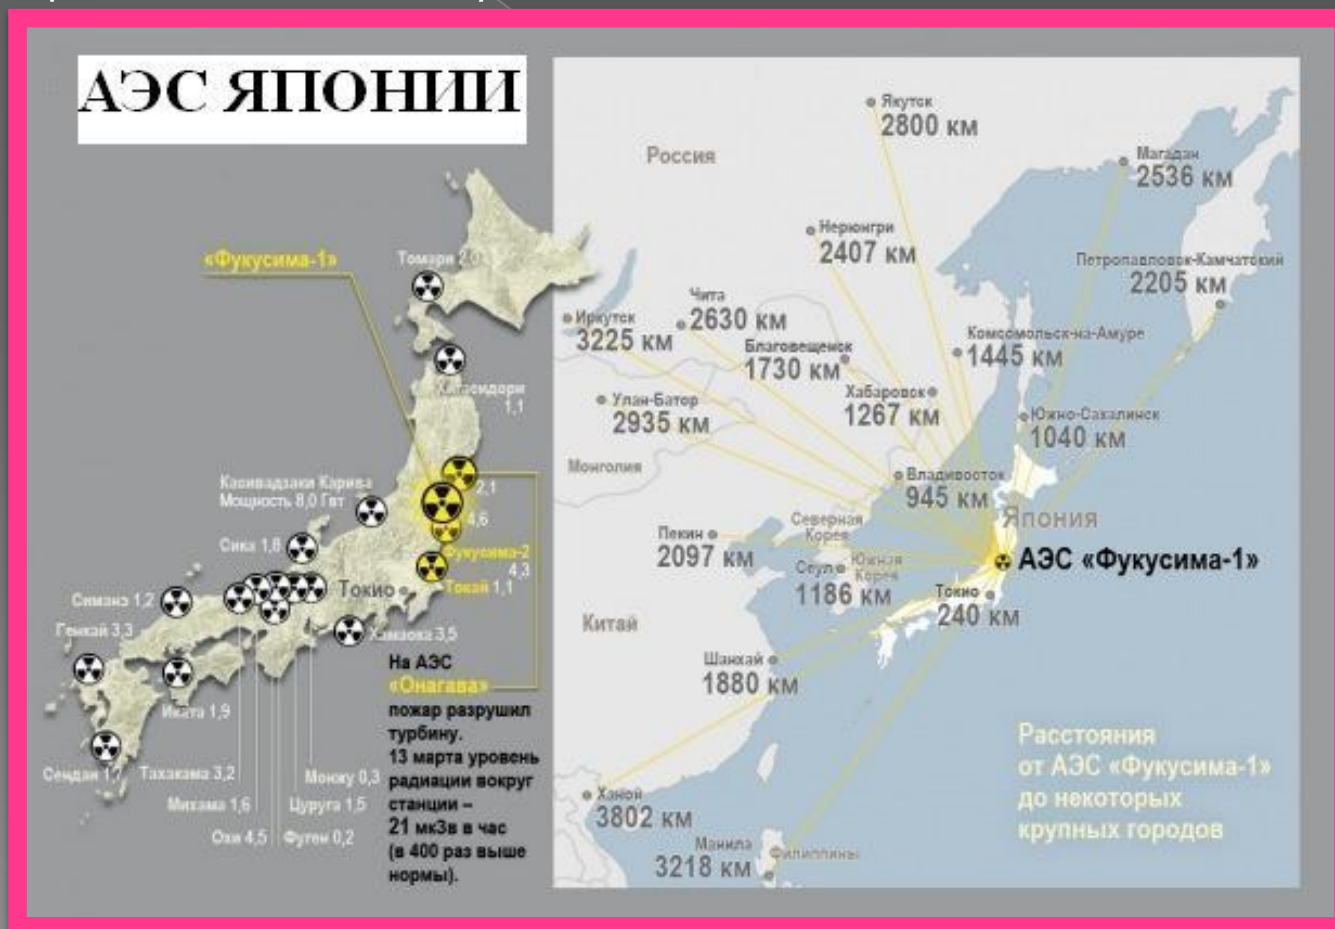 АЭС ЯПОНИИ
«Фукусима-1»
Томари 2,0
Хигасидори
1,1
2,1
4,6
Касивадзаки Карива
Мощность 8,0 Гвт
Сика 1,8
Фукусима-2
4,3
Токай 1,1
Токио
Симанэ 1,2
Генкай 3,3
Хамаока 3,5
Иката 1,9
Сендаи 1,7
Тахакама 3,2
Михама 1,6
Охи 4,5
Монжу 0,3
Цуруга 1,5
Футен 0,2
На АЭС
«Онагава»
пожар разрушил
турбину.
13 марта уровень
радиации вокруг
станции –
21 мкЗв в час
(в 400 раз выше
нормы).
Якутск
2800 км
Россия
Магадан
2536 км
Нерюнгри
2407 км
Петропавловск-Камчатский
2205 км
Чита
2630 км
Иркутск
3225 км
Комсомольск-на-Амуре
1445 км
Благовещенск
1730 км
Хабаровск
1267 км
Улан-Батор
2935 км
Южно-Сахалинск
1040 км
Монголия
Владивосток
945 км
Япония
Северная
Корея
Пекин
2097 км
АЭС «Фукусима-1»
Южная
Корея
Сеул
1186 км
Токио
240 км
Китай
Шанхай
1880 км
Расстояния
от АЭС «Фукусима-1»
до некоторых
крупных городов
Ханой
3802 км
Манила
3218 км
Филиппины